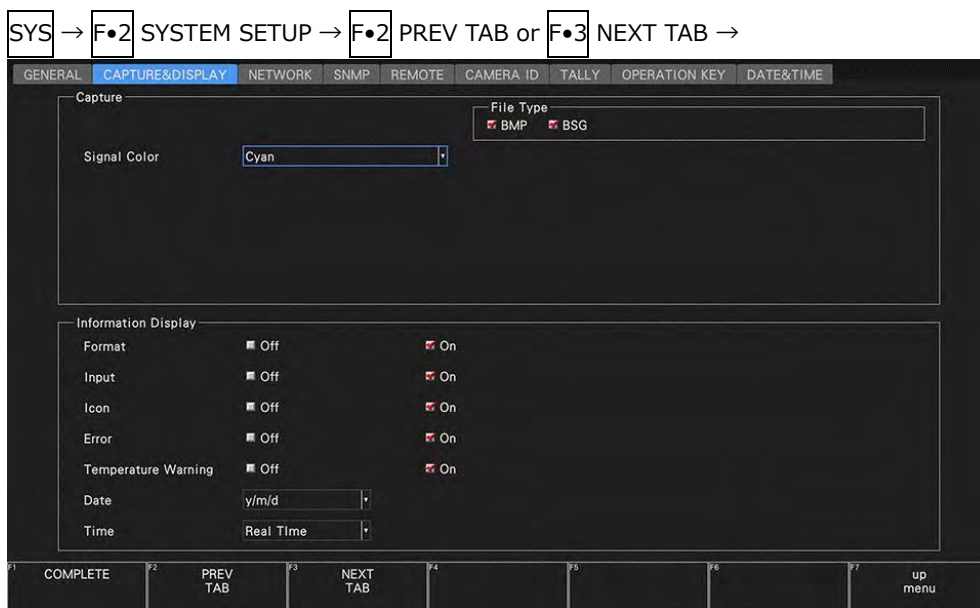 SYS → F•2 SYSTEM SETUP → F•2 PREV TAB or F•3 NEXT TAB →
GENERAL CAPTURE&DISPLAY NETWORK SNMP REMOTE CAMERA ID TALLY OPERATION KEY DATE&TIME
Capture
File Type
BMP BSG
Signal Color Cyan
Information Display
Format Off On
Input Off On
Icon Off On
Error Off On
Temperature Warning Off On
Date y/m/d
Time Real TIme
F1 COMPLETE F2 PREV TAB F3 NEXT TAB F4 F5 F6 F7 up menu